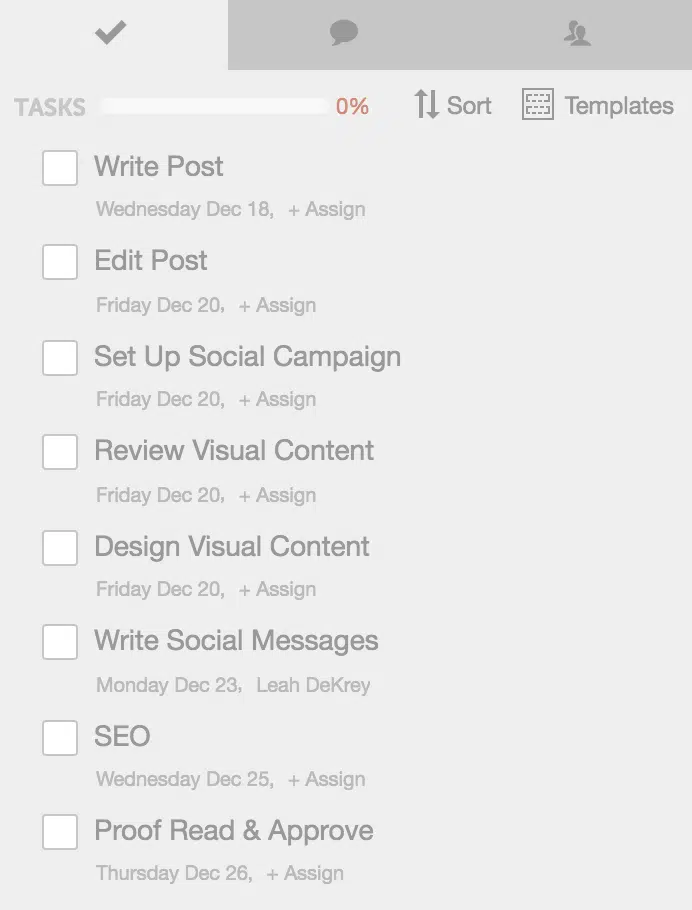 TASKS 0% Sort Templates
Write Post
Wednesday Dec 18, + Assign
Edit Post
Friday Dec 20, + Assign
Set Up Social Campaign
Friday Dec 20, + Assign
Review Visual Content
Friday Dec 20, + Assign
Design Visual Content
Friday Dec 20, + Assign
Write Social Messages
Monday Dec 23, Leah DeKrey
SEO
Wednesday Dec 25, + Assign
Proof Read & Approve
Thursday Dec 26, + Assign